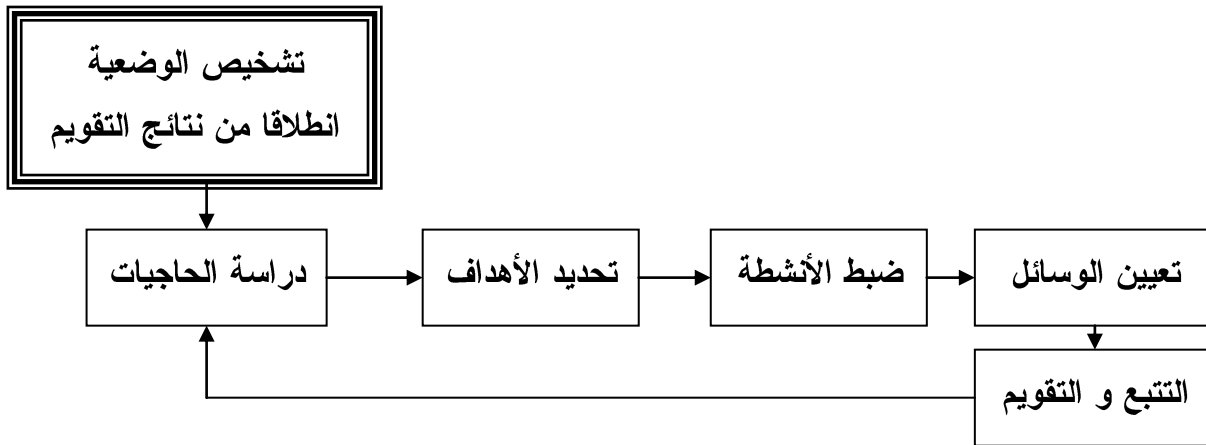 تشخيص الوضعية
انطلاقا من نتائج التقويم
دراسة الحاجيات
تحديد الأهداف
ضبط الأنشطة
تعيين الوسائل
التتبع و التقويم